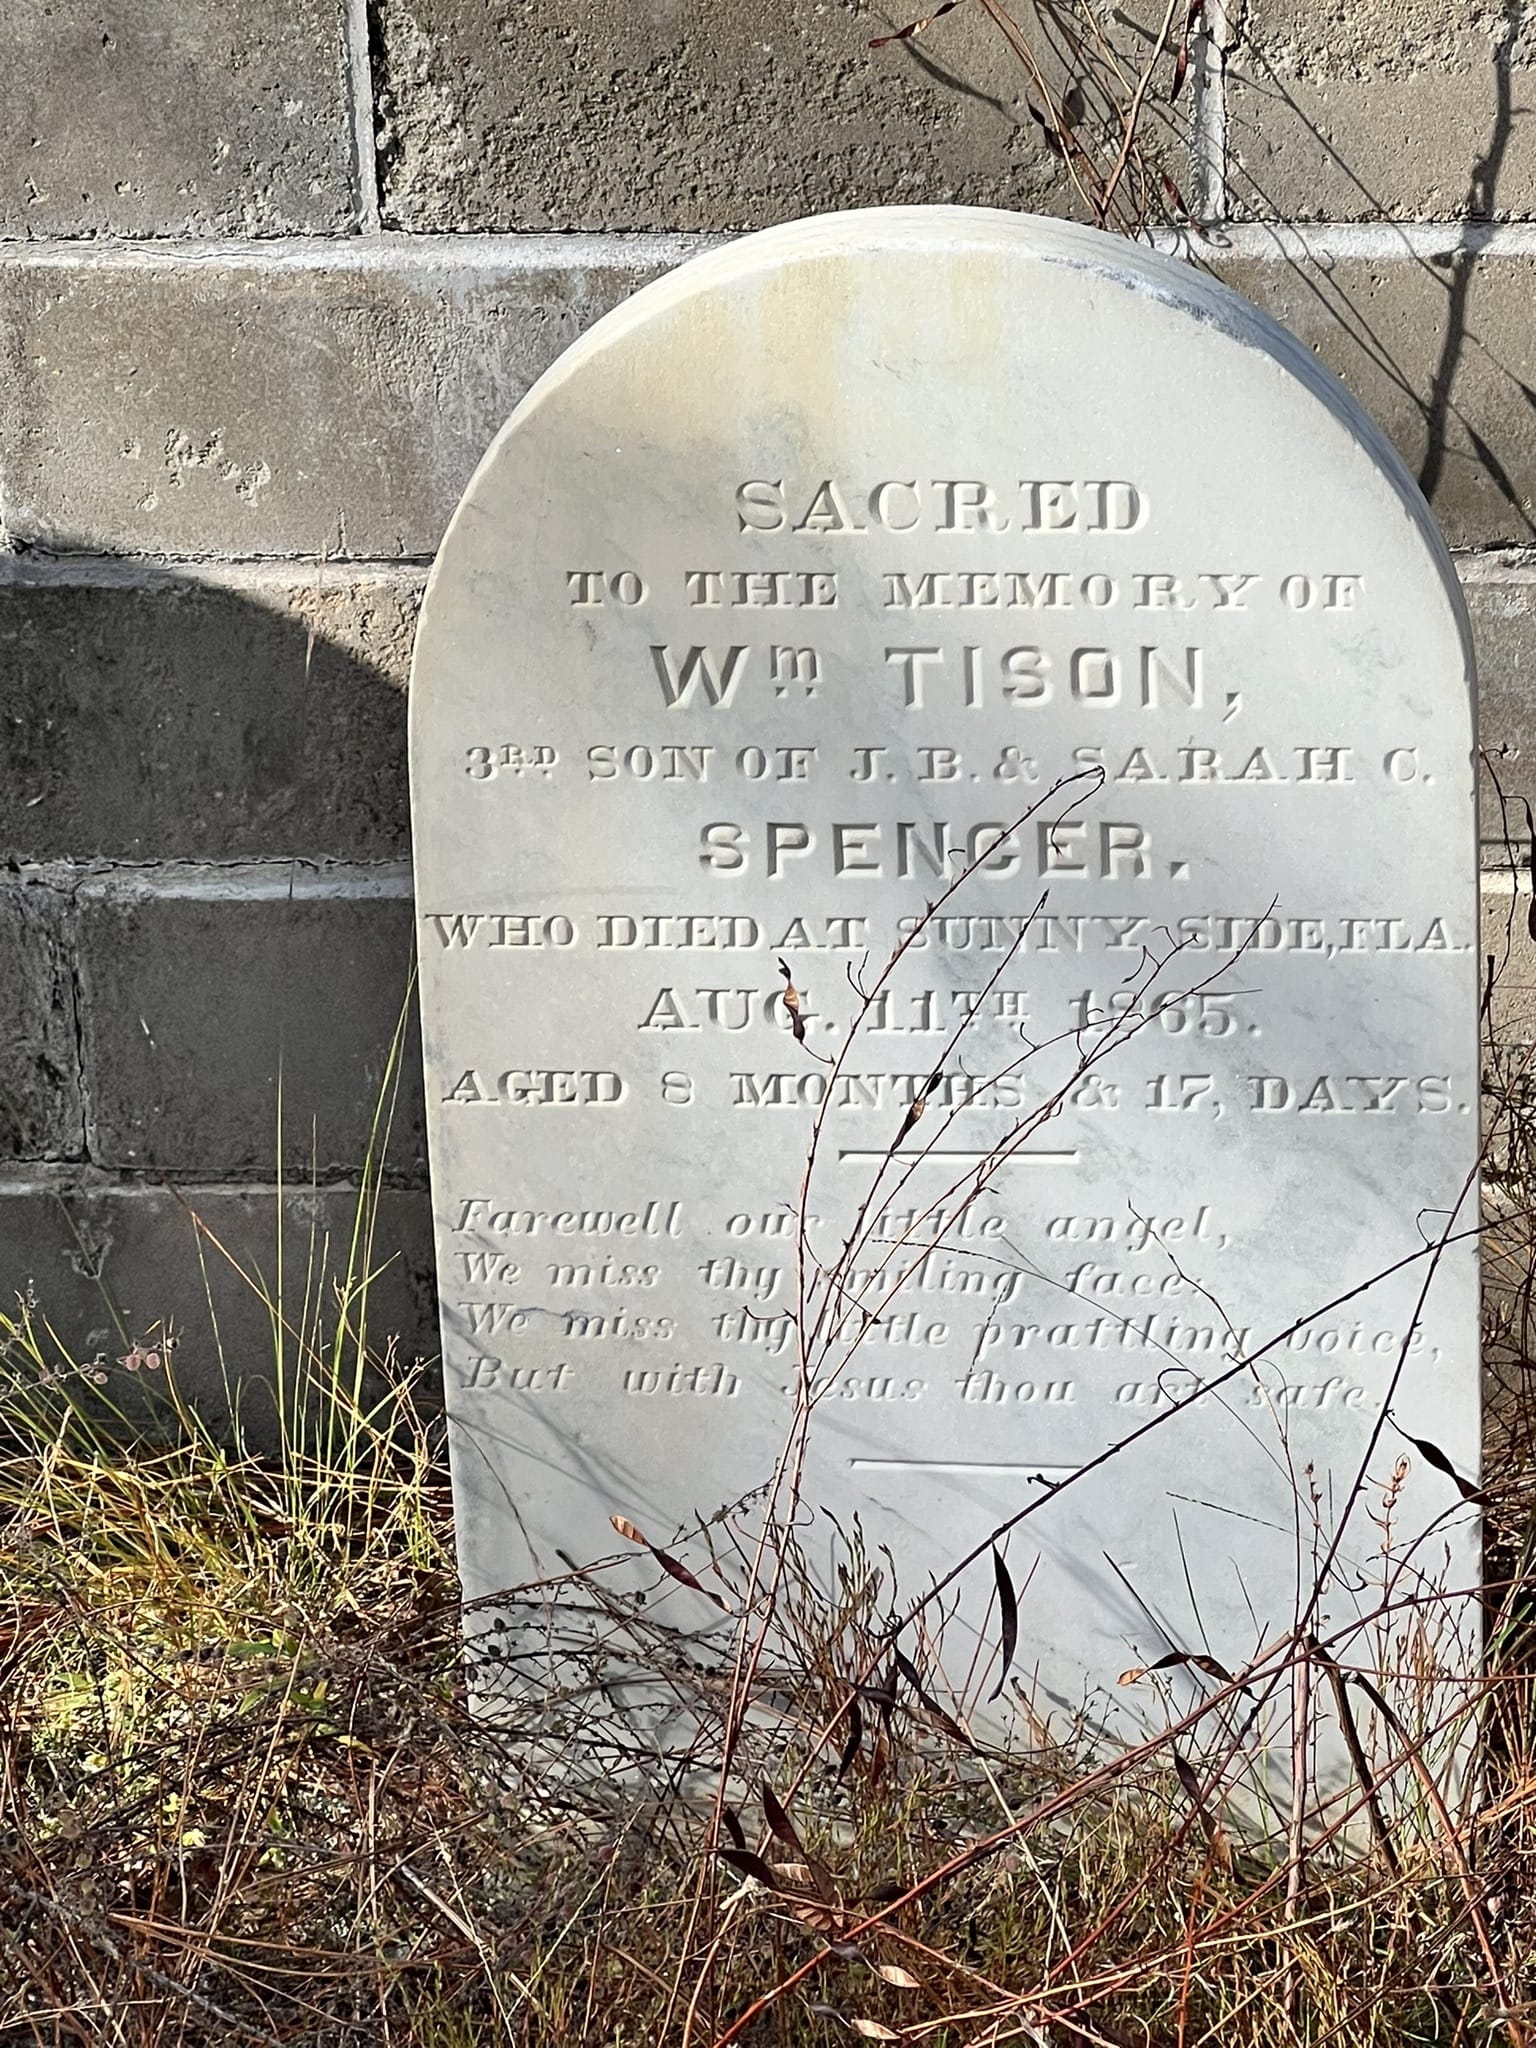 SACRED
TO THE MEMORY OF
Wm TISON,
3RD. SON OF J. B. & SARAH C.
SPENCER.
WHO DIED AT SUNNY SIDE, FLA.
AUG. 11TH 1865.
AGED 8 MONTHS & 17, DAYS.
Farewell our little angel,
We miss thy smiling face:
We miss thy little prattling voice,
But with Jesus thou art safe.